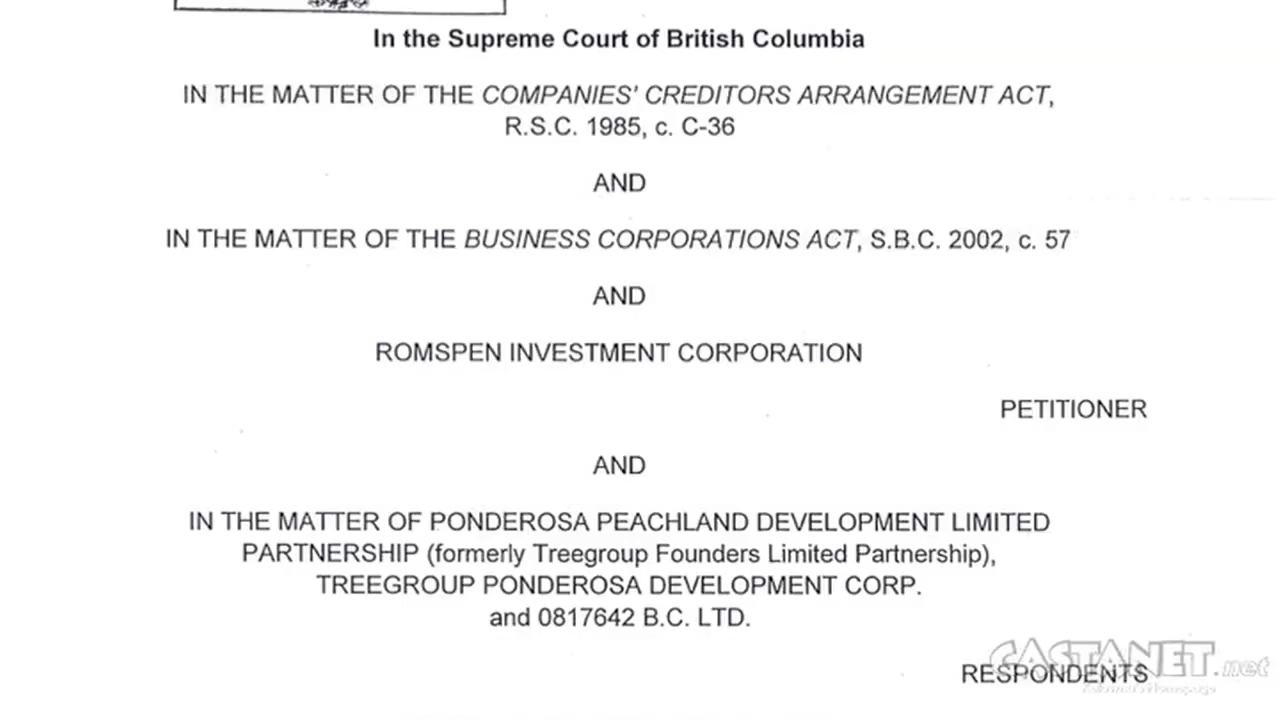 In the Supreme Court of British Columbia
IN THE MATTER OF THE COMPANIES' CREDITORS ARRANGEMENT ACT,
R.S.C. 1985, c. C-36
AND
IN THE MATTER OF THE BUSINESS CORPORATIONS ACT, S.B.C. 2002, c. 57
AND
ROMSPEN INVESTMENT CORPORATION
PETITIONER
AND
IN THE MATTER OF PONDEROSA PEACHLAND DEVELOPMENT LIMITED
PARTNERSHIP (formerly Treegroup Founders Limited Partnership),
TREEGROUP PONDEROSA DEVELOPMENT CORP.
and 0817642 B.C. LTD.
RESPONDENTS
CASTANET.net